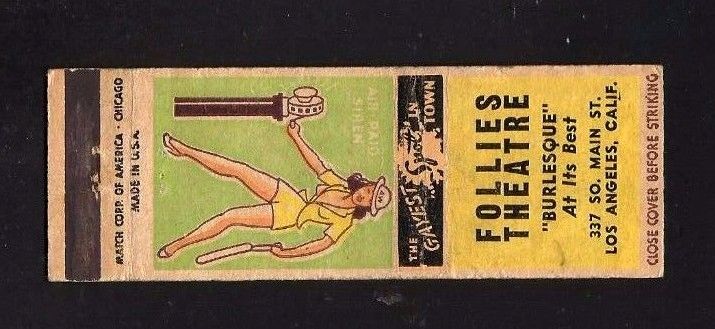 MATCH CORP. OF AMERICA · CHICAGO
MADE IN U.S.A.
AIR RAID
SIREN
THE
GAYEST Spot IN
TOWN
FOLLIES
THEATRE
"BURLESQUE"
At Its Best
337 SO. MAIN ST.
LOS ANGELES, CALIF.
CLOSE COVER BEFORE STRIKING